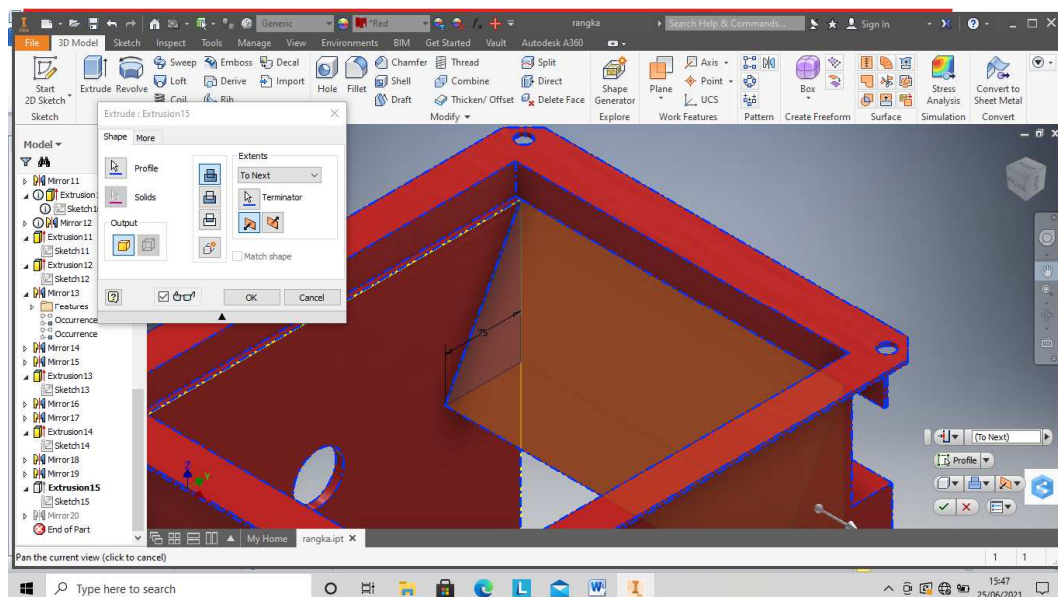 I PRO Generic *Red rangka Search Help & Commands... Sign In
File 3D Model Sketch Inspect Tools Manage View Environments BIM Get Started Vault Autodesk A360
Start 2D Sketch
Extrude Revolve
Sweep Emboss Decal
Loft Derive Import
Coil Rib
Hole Fillet
Chamfer Thread Split
Shell Combine Direct
Draft Thicken/ Offset Delete Face
Shape Generator
Plane
Axis
Point
UCS
Box
Stress Analysis
Convert to Sheet Metal
Sketch Modify Explore Work Features Pattern Create Freeform Surface Simulation Convert
Extrude : Extrusion15
Shape More
Profile
Solids
Output
Extents
To Next
Terminator
Match shape
OK Cancel
Model
Mirror11
Extrusion
Sketch1
Mirror12
Extrusion11
Sketch11
Extrusion12
Sketch12
Mirror13
Features
Occurrence
Occurrence
Mirror14
Mirror15
Extrusion13
Sketch13
Mirror16
Mirror17
Extrusion14
Sketch14
Mirror18
Mirror19
Extrusion15
Sketch15
Mirror20
End of Part
75
Z
Y
(To Next)
Profile
My Home rangka.ipt
Pan the current view (click to cancel) 1 1
Type here to search
L W I
15:47
25/06/2021